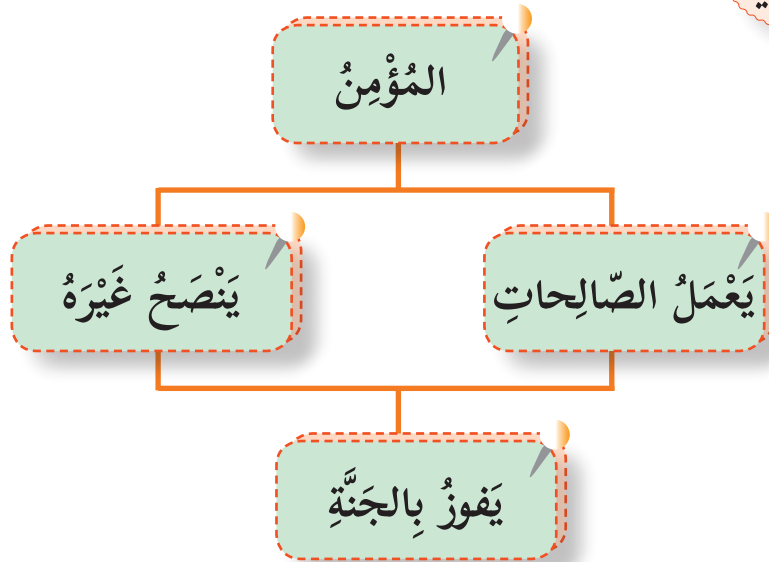 المُؤْمِنُ
يَعْمَلُ الصّالِحاتِ
يَنْصَحُ غَيْرَهُ
يَفوزُ بِالجَنَّةِ